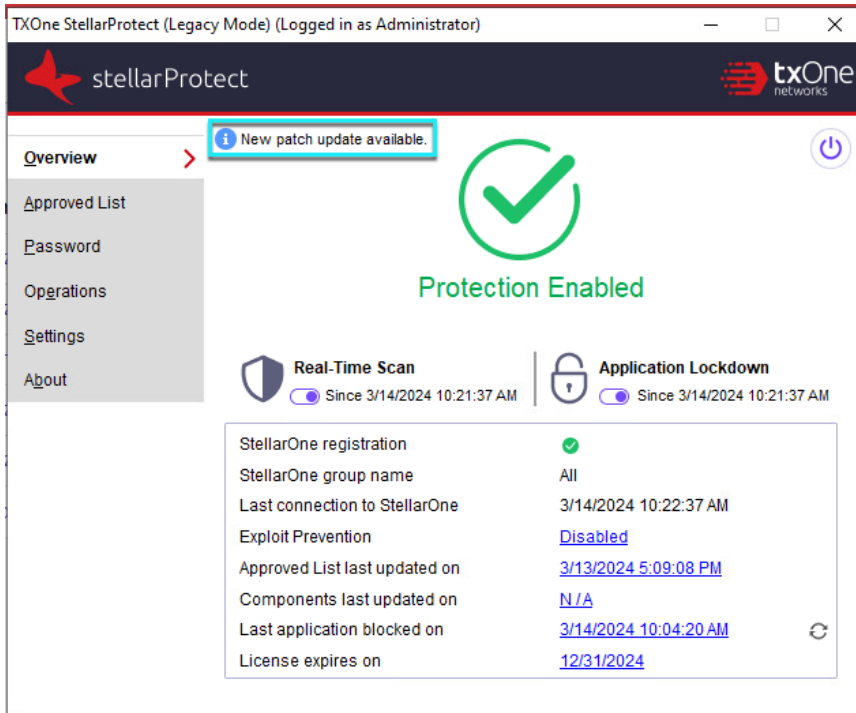 TXOne StellarProtect (Legacy Mode) (Logged in as Administrator)
stellarProtect
txOne
networks
New patch update available.
Overview
Approved List
Password
Operations
Settings
About
Protection Enabled
Real-Time Scan
Since 3/14/2024 10:21:37 AM
Application Lockdown
Since 3/14/2024 10:21:37 AM
StellarOne registration
StellarOne group name All
Last connection to StellarOne 3/14/2024 10:22:37 AM
Exploit Prevention Disabled
Approved List last updated on 3/13/2024 5:09:08 PM
Components last updated on N/A
Last application blocked on 3/14/2024 10:04:20 AM
License expires on 12/31/2024